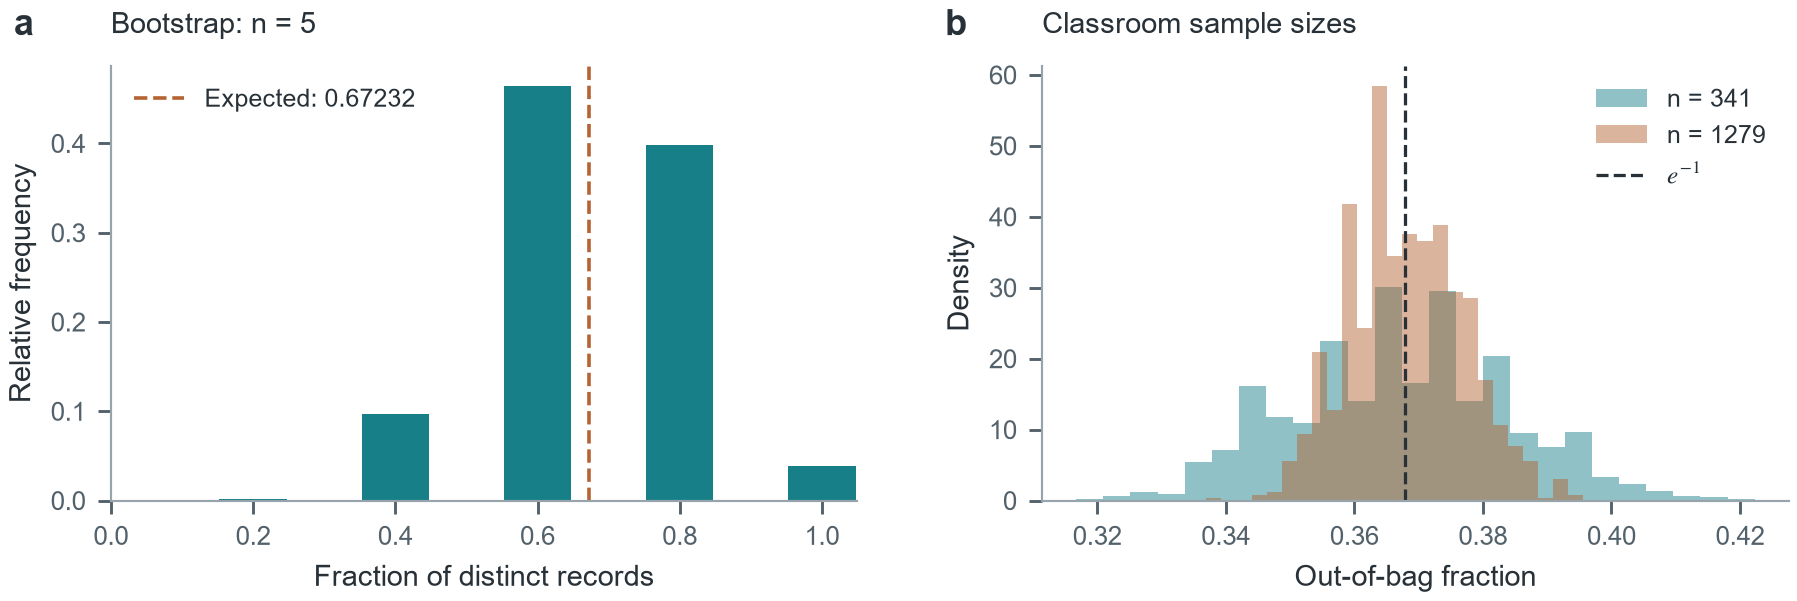 a Bootstrap: n = 5
Expected: 0.67232
Relative frequency
0.4
0.3
0.2
0.1
0.0
0.0 0.2 0.4 0.6 0.8 1.0
Fraction of distinct records
b Classroom sample sizes
n = 341
n = 1279
e⁻¹
Density
60
50
40
30
20
10
0
0.32 0.34 0.36 0.38 0.40 0.42
Out-of-bag fraction